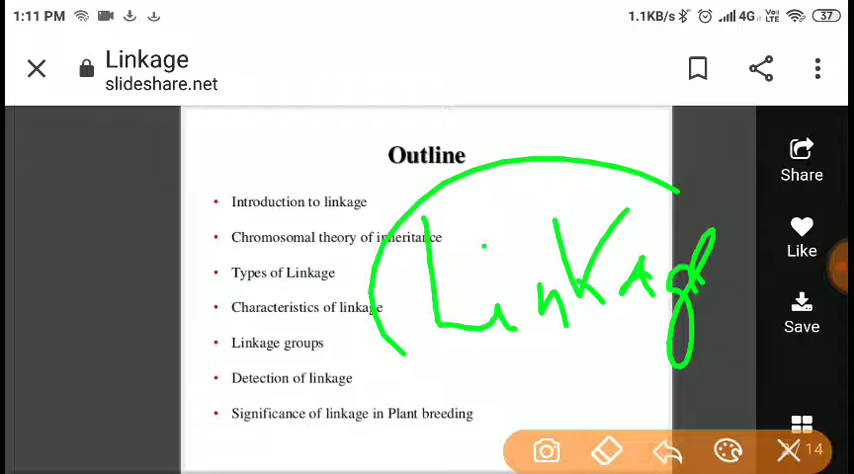 1:11 PM 1.1KB/s 4G Vo) LTE 37
Linkage
slideshare.net
Outline
• Introduction to linkage
• Chromosomal theory of inheritance
• Types of Linkage
• Characteristics of linkage
• Linkage groups
• Detection of linkage
• Significance of linkage in Plant breeding
Linkage
Share
Like
Save
/14